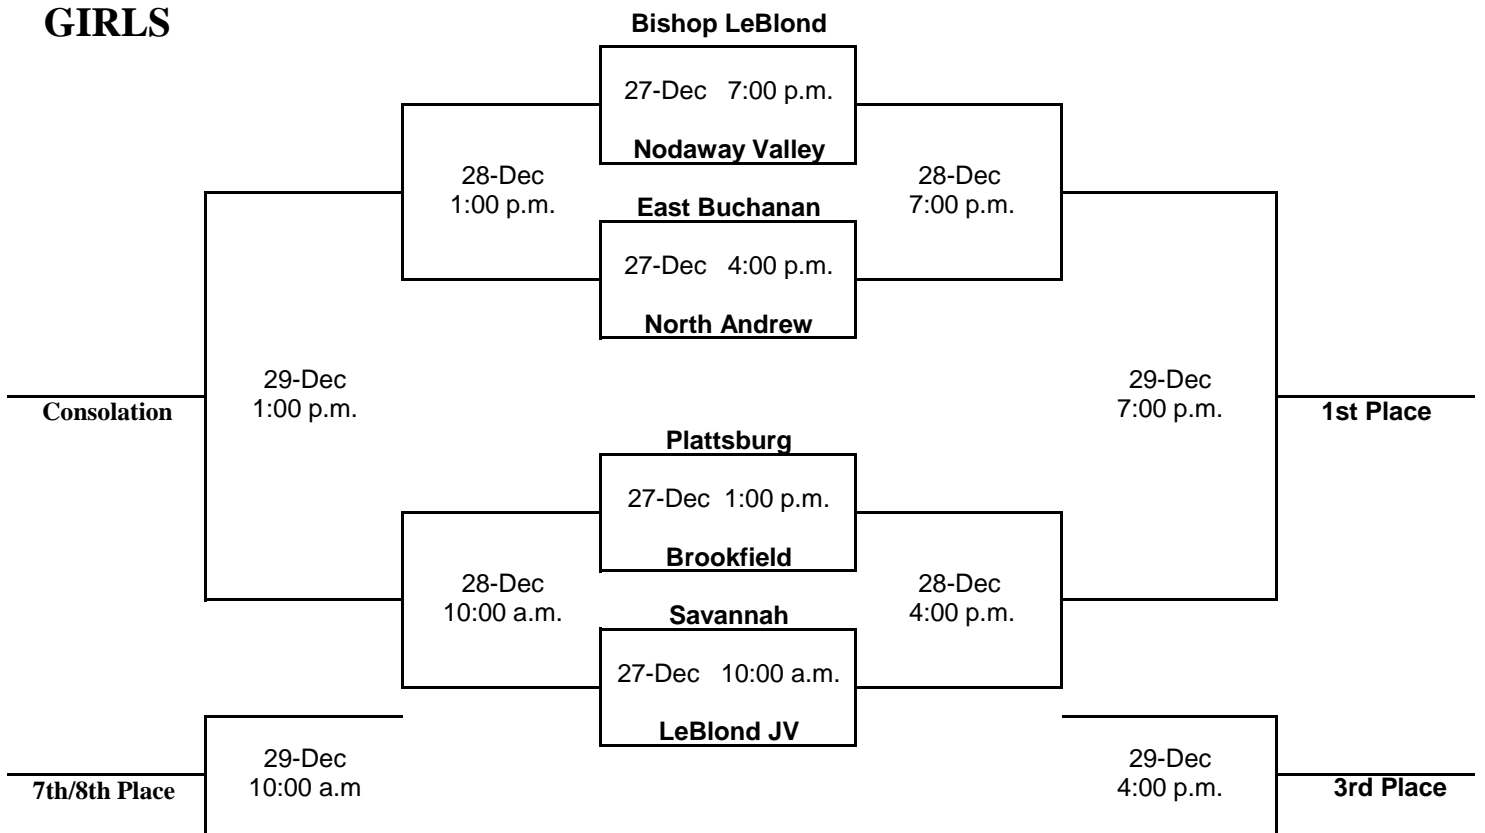 GIRLS
Bishop LeBlond
27-Dec 7:00 p.m.
Nodaway Valley
28-Dec
1:00 p.m.
28-Dec
7:00 p.m.
East Buchanan
27-Dec 4:00 p.m.
North Andrew
29-Dec
1:00 p.m.
Consolation
29-Dec
7:00 p.m.
1st Place
Plattsburg
27-Dec 1:00 p.m.
Brookfield
28-Dec
10:00 a.m.
28-Dec
4:00 p.m.
Savannah
27-Dec 10:00 a.m.
LeBlond JV
29-Dec
10:00 a.m
7th/8th Place
29-Dec
4:00 p.m.
3rd Place